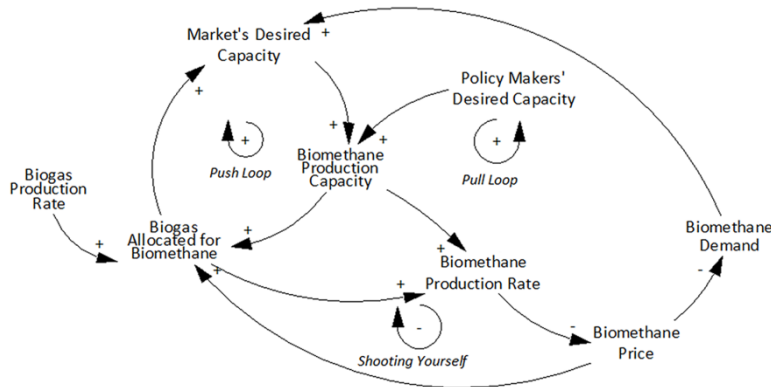 Market's Desired
Capacity
+
+
Policy Makers'
Desired Capacity
+
+
+
+
Push Loop
Biomethane
Production
Capacity
Pull Loop
Biogas
Production
Rate
+
+
Biogas
Allocated for
Biomethane
+
+
Biomethane
Production Rate
+
-
Shooting Yourself
-
Biomethane
Price
-
Biomethane
Demand